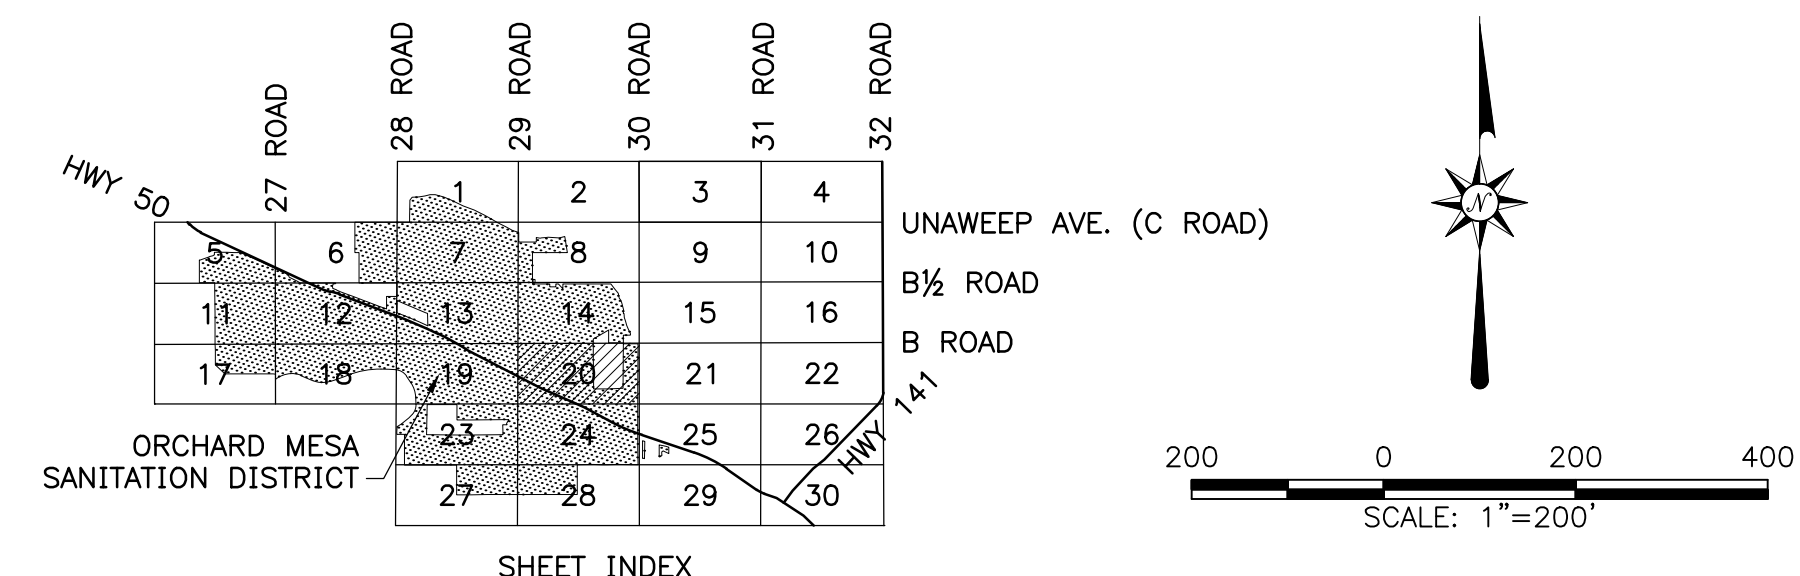 28 ROAD
29 ROAD
30 ROAD
31 ROAD
32 ROAD
27 ROAD
HWY 50
1 2 3 4
UNAWEEP AVE. (C ROAD)
5 6 7 8 9 10
B½ ROAD
11 12 13 14 15 16
B ROAD
17 18 19 20 21 22
HWY 141
23 24 25 26
ORCHARD MESA
SANITATION DISTRICT
27 28 29 30
SHEET INDEX
N
200 0 200 400
SCALE: 1"=200'